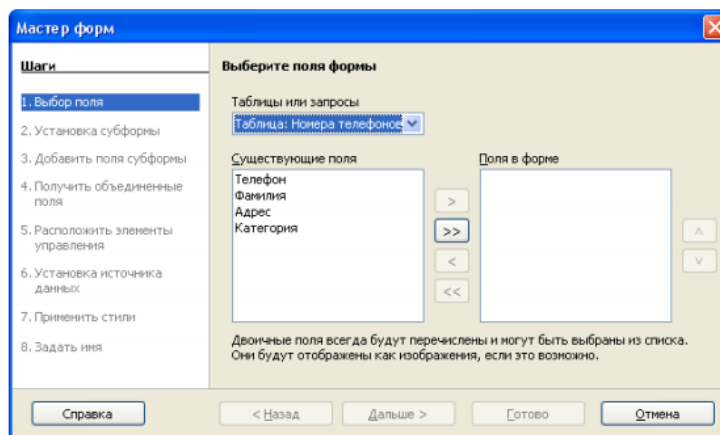 Мастер форм
Шаги
1. Выбор поля
2. Установка субформы
3. Добавить поля субформы
4. Получить объединенные
поля
5. Расположить элементы
управления
6. Установка источника
данных
7. Применить стили
8. Задать имя
Выберите поля формы
Таблицы или запросы
Таблица: Номера телефонов
Существующие поля
Телефон
Фамилия
Адрес
Категория
>
>>
<
<<
Поля в форме
Двоичные поля всегда будут перечислены и могут быть выбраны из списка.
Они будут отображены как изображения, если это возможно.
Справка
< Назад
Дальше >
Готово
Отмена